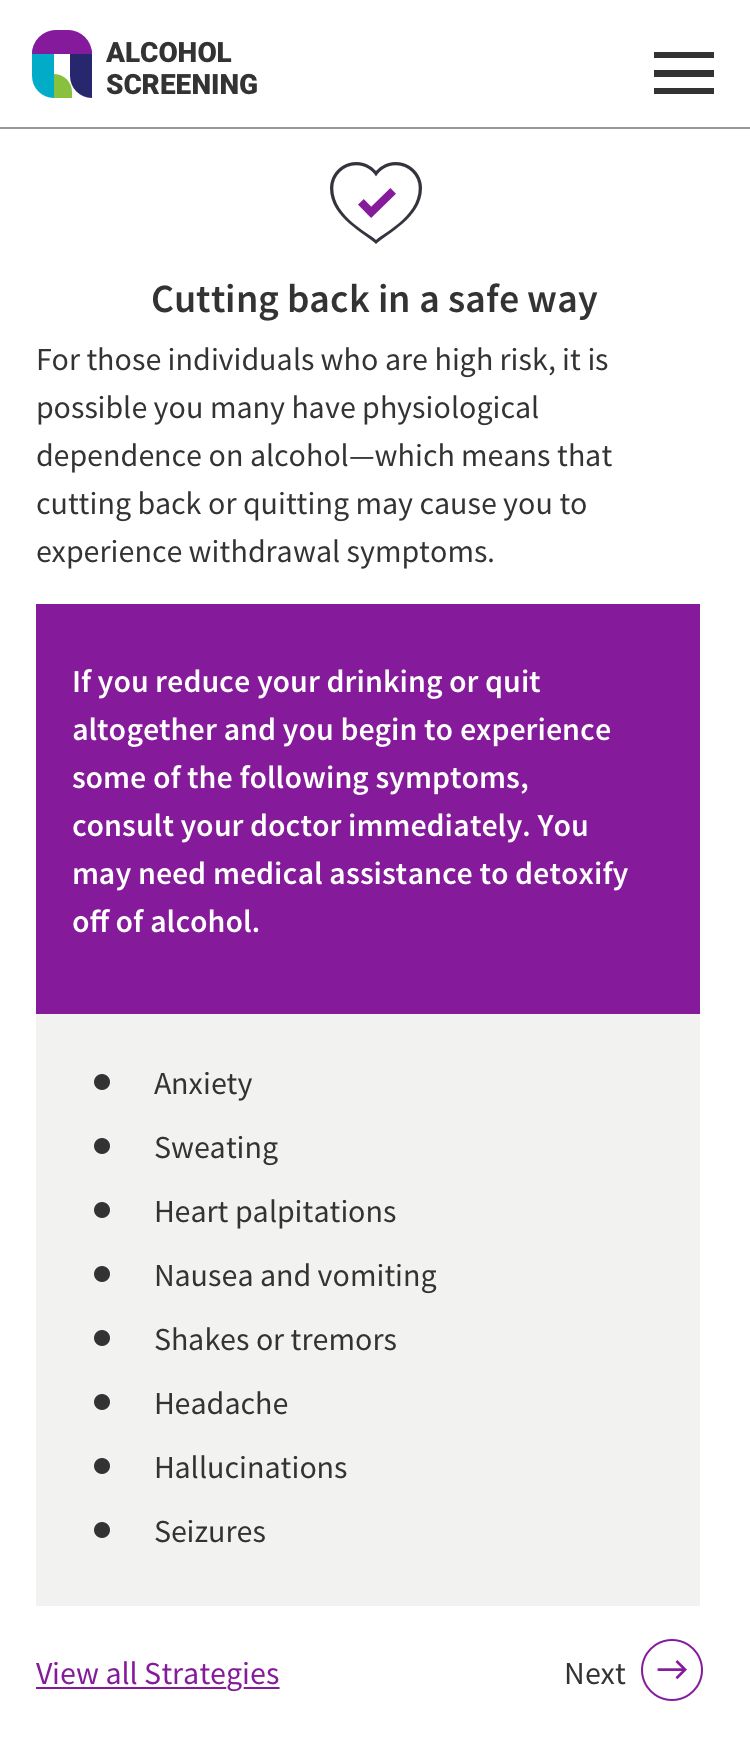 ALCOHOL
SCREENING
Cutting back in a safe way
For those individuals who are high risk, it is
possible you many have physiological
dependence on alcohol—which means that
cutting back or quitting may cause you to
experience withdrawal symptoms.
If you reduce your drinking or quit
altogether and you begin to experience
some of the following symptoms,
consult your doctor immediately. You
may need medical assistance to detoxify
off of alcohol.
Anxiety
Sweating
Heart palpitations
Nausea and vomiting
Shakes or tremors
Headache
Hallucinations
Seizures
View all Strategies
Next